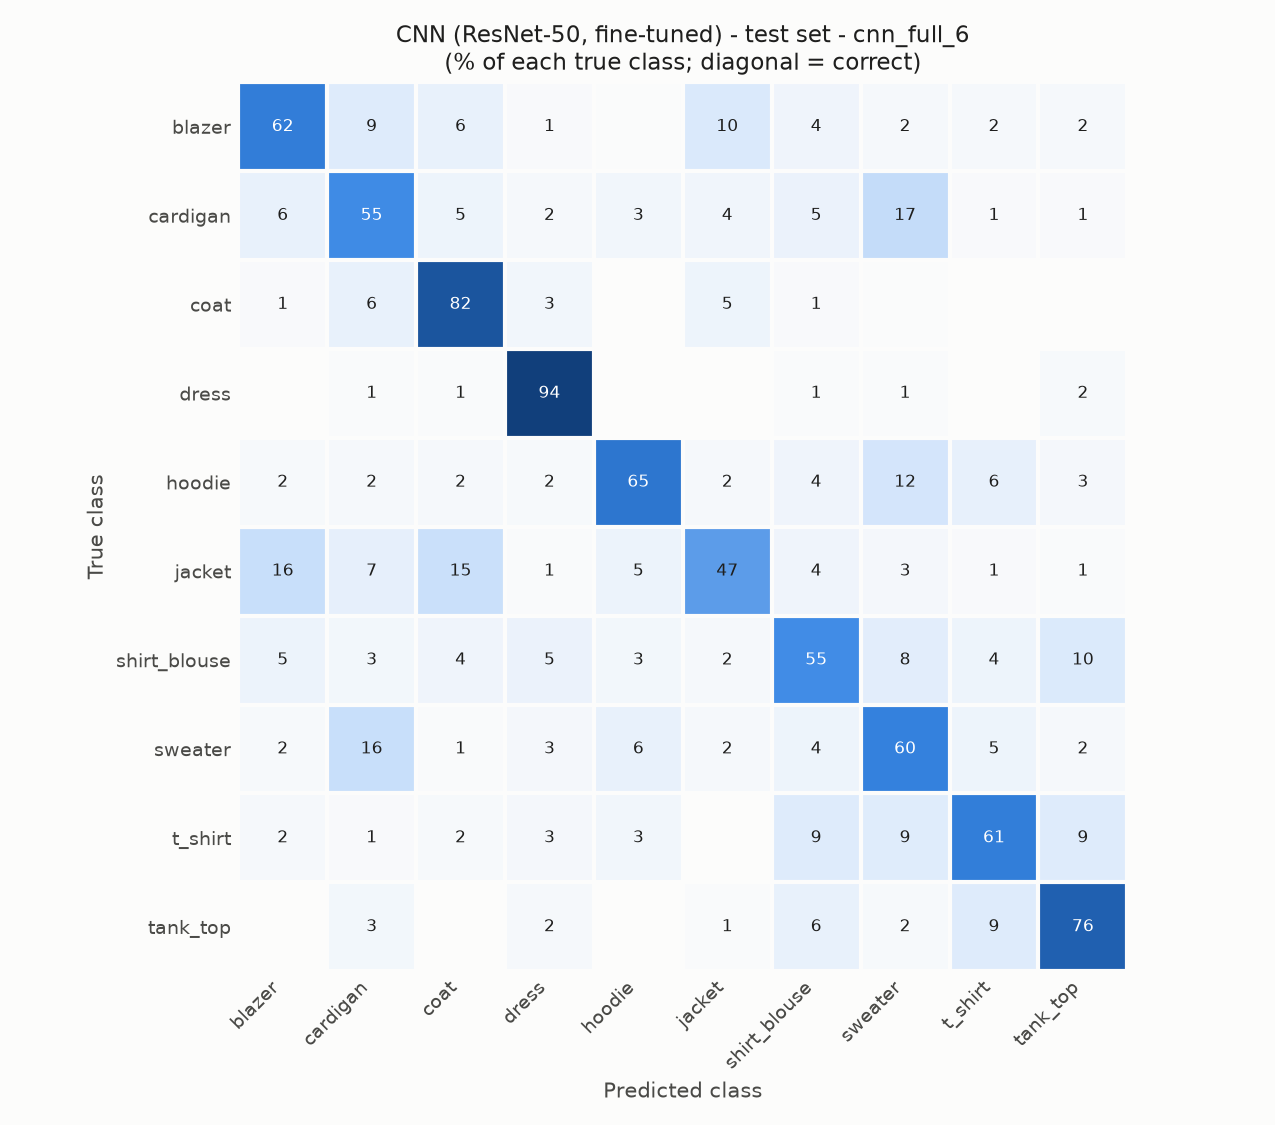 CNN (ResNet-50, fine-tuned) - test set - cnn_full_6
(% of each true class; diagonal = correct)
blazer 62 9 6 1 10 4 2 2 2
cardigan 6 55 5 2 3 4 5 17 1 1
coat 1 6 82 3 5 1
dress 1 1 94 1 1 2
hoodie 2 2 2 2 65 2 4 12 6 3
jacket 16 7 15 1 5 47 4 3 1 1
shirt_blouse 5 3 4 5 3 2 55 8 4 10
sweater 2 16 1 3 6 2 4 60 5 2
t_shirt 2 1 2 3 3 9 9 61 9
tank_top 3 2 1 6 2 9 76
True class
blazer cardigan coat dress hoodie jacket shirt_blouse sweater t_shirt tank_top
Predicted class